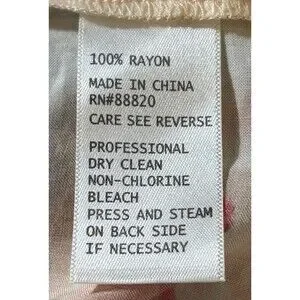 100% RAYON
MADE IN CHINA
RN#88820
CARE SEE REVERSE
PROFESSIONAL
DRY CLEAN
NON-CHLORINE
BLEACH
PRESS AND STEAM
ON BACK SIDE
IF NECESSARY